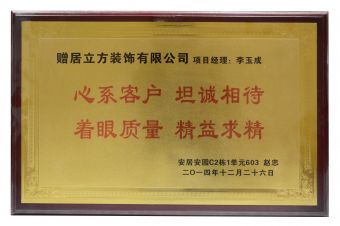 赠居立方装饰有限公司 项目经理：李玉成
心系客户 坦诚相待
着眼质量 精益求精
安居安园C2栋1单元603 赵忠
二〇一四年十二月二十六日